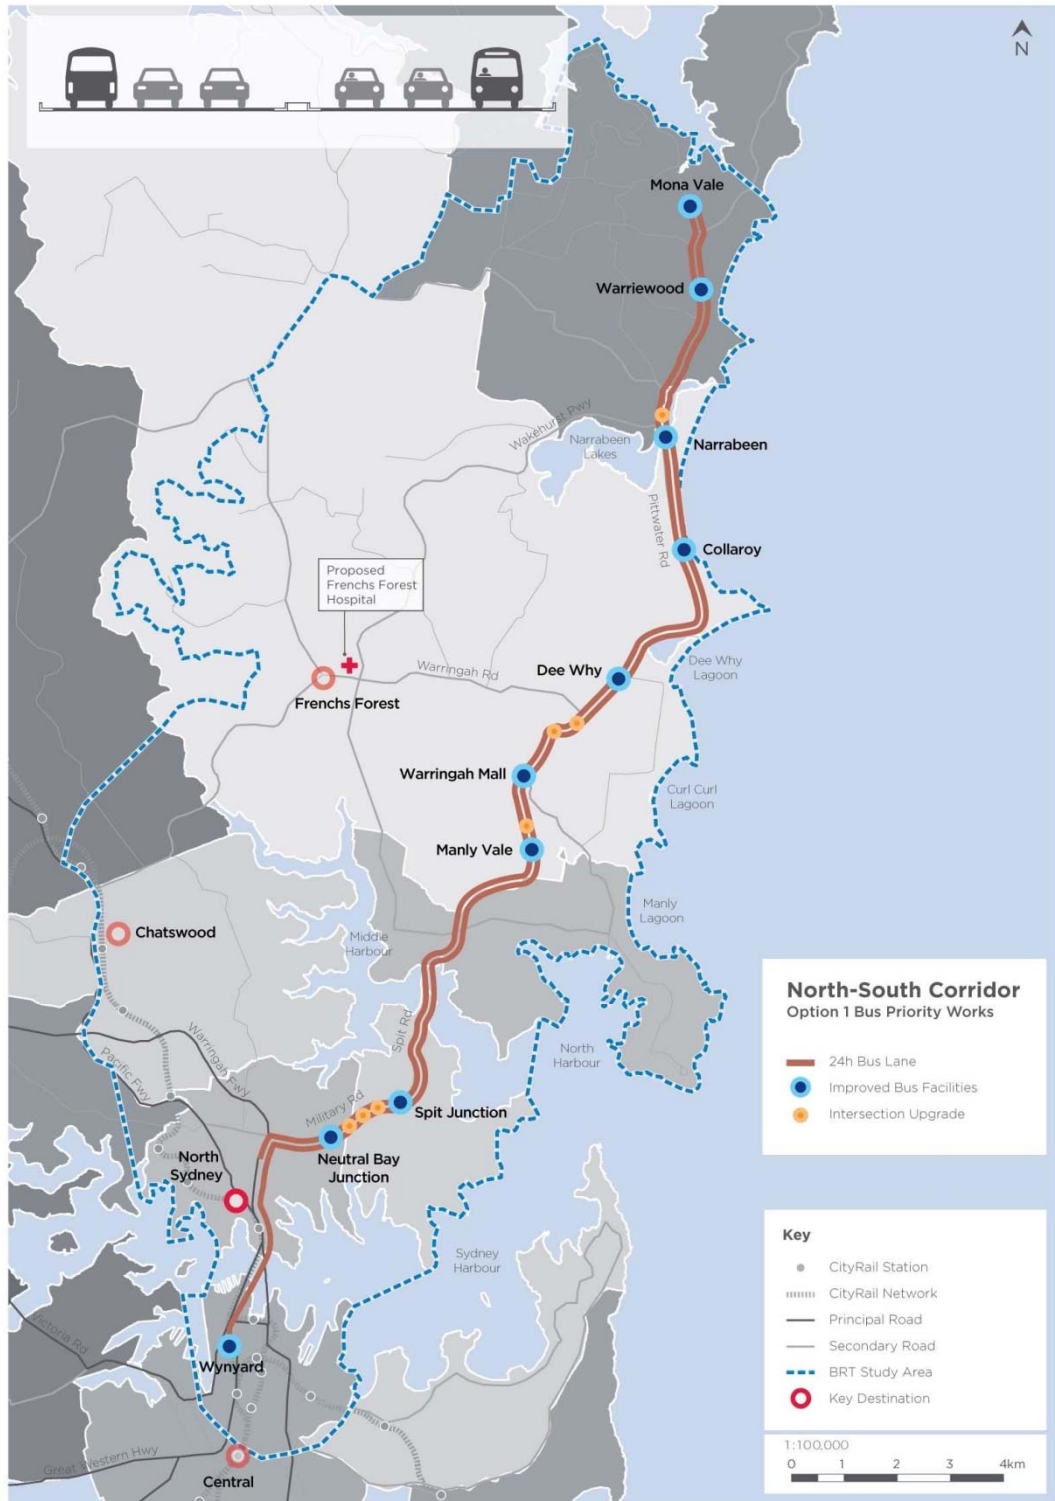 N
Mona Vale
Warriewood
Wakehurst Pwy
Narrabeen
Lakes
Narrabeen
Pittwater Rd
Collaroy
Proposed
Frenchs Forest
Hospital
Warringah Rd
Dee Why
Dee Why
Lagoon
Frenchs Forest
Warringah Mall
Curl Curl
Lagoon
Manly Vale
Manly
Lagoon
Chatswood
Middle
Harbour
Spit Rd
North
Harbour
Warringah Fwy
Pacific Fwy
Military Rd
Spit Junction
Neutral Bay
Junction
North
Sydney
Sydney
Harbour
Victoria Rd
Wynyard
Great Western Hwy
Central
North-South Corridor
Option 1 Bus Priority Works
24h Bus Lane
Improved Bus Facilities
Intersection Upgrade
Key
CityRail Station
CityRail Network
Principal Road
Secondary Road
BRT Study Area
Key Destination
1:100,000
0 1 2 3 4km